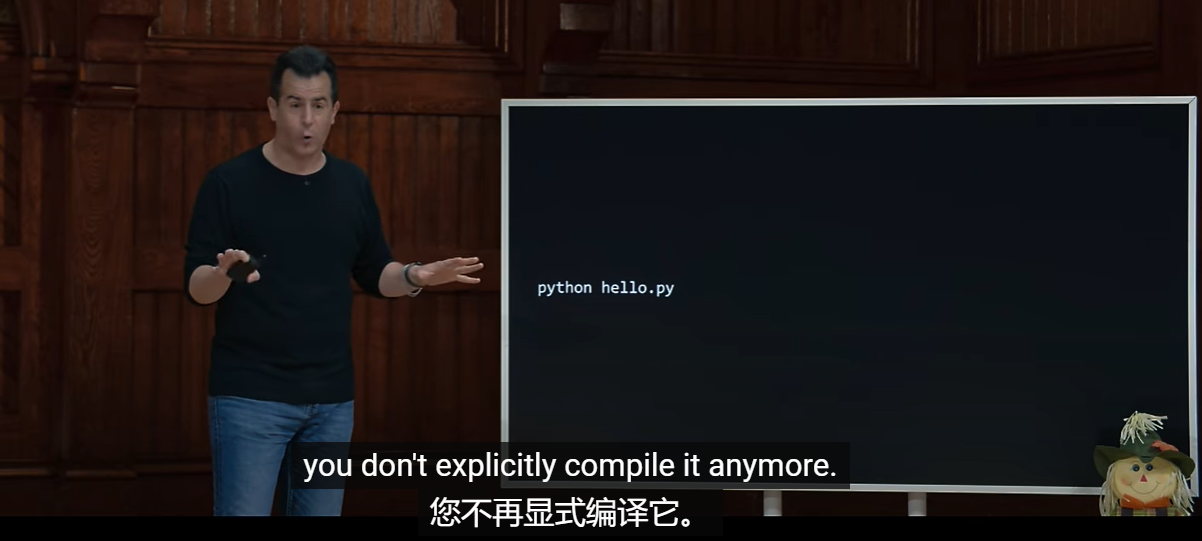 python hello.py
you don't explicitly compile it anymore.
您不再显式编译它。